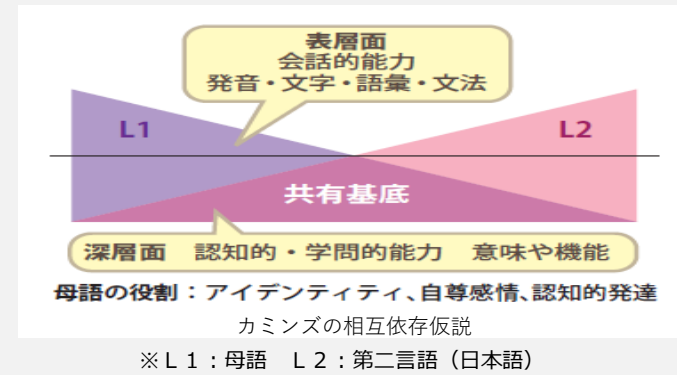 表層面
会話的能力
発音・文字・語彙・文法
L1
L2
共有基底
深層面　認知的・学問的能力　意味や機能
母語の役割：アイデンティティ、自尊感情、認知的発達
カミンズの相互依存仮説
※Ｌ１：母語　Ｌ２：第二言語（日本語）